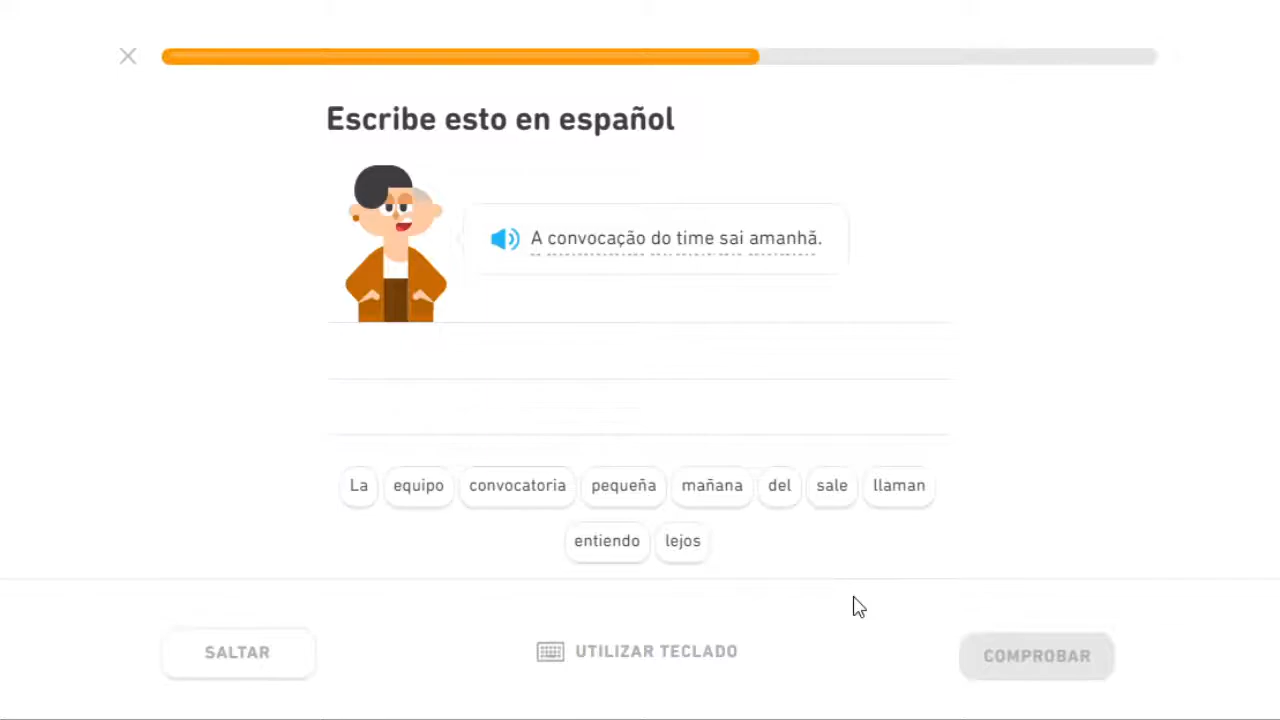 Escribe esto en español
A convocação do time sai amanhã.
La equipo convocatoria pequeña mañana del sale llaman
entiendo lejos
SALTAR UTILIZAR TECLADO COMPROBAR